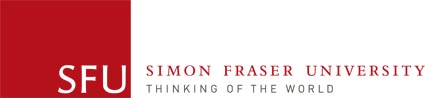 SFU
SIMON FRASER UNIVERSITY
THINKING OF THE WORLD